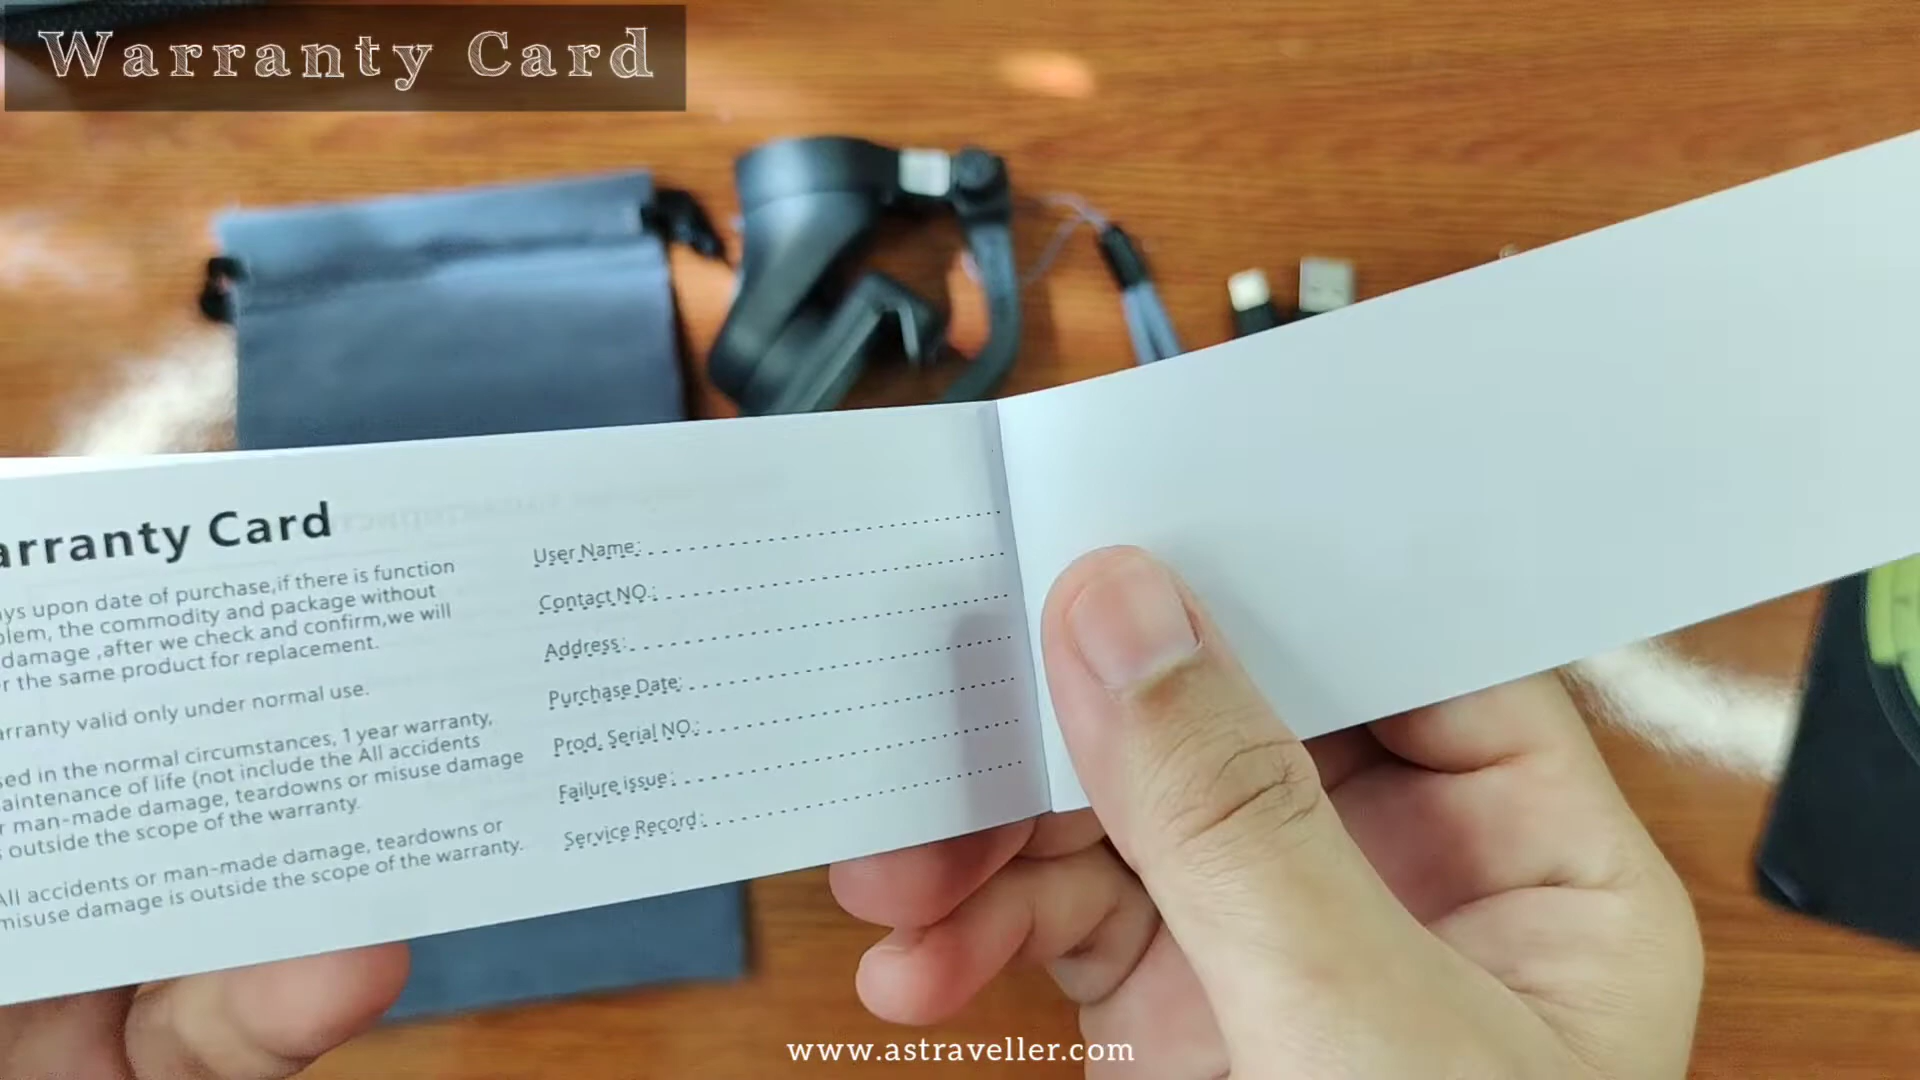 Warranty Card
arranty Card
ys upon date of purchase,if there is function
lem, the commodity and package without
damage ,after we check and confirm,we will
r the same product for replacement.
arranty valid only under normal use.
sed in the normal circumstances, 1 year warranty,
aintenance of life (not include the All accidents
r man-made damage, teardowns or misuse damage
s outside the scope of the warranty.
All accidents or man-made damage, teardowns or
misuse damage is outside the scope of the warranty.
User Name:
Contact NO.:
Address:
Purchase Date:
Prod. Serial NO.:
Failure issue:
Service Record:
www.astraveller.com